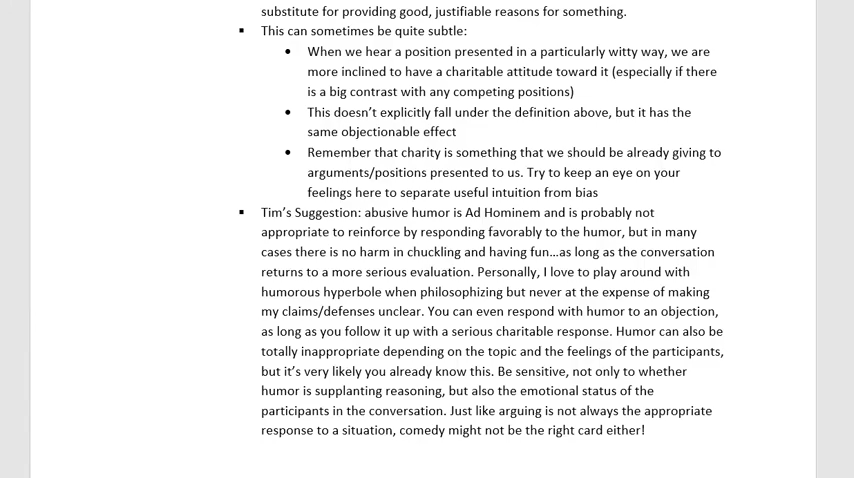 substitute for providing good, justifiable reasons for something.
▪ This can sometimes be quite subtle:
• When we hear a position presented in a particularly witty way, we are
more inclined to have a charitable attitude toward it (especially if there
is a big contrast with any competing positions)
• This doesn’t explicitly fall under the definition above, but it has the
same objectionable effect
• Remember that charity is something that we should be already giving to
arguments/positions presented to us. Try to keep an eye on your
feelings here to separate useful intuition from bias
▪ Tim’s Suggestion: abusive humor is Ad Hominem and is probably not
appropriate to reinforce by responding favorably to the humor, but in many
cases there is no harm in chuckling and having fun…as long as the conversation
returns to a more serious evaluation. Personally, I love to play around with
humorous hyperbole when philosophizing but never at the expense of making
my claims/defenses unclear. You can even respond with humor to an objection,
as long as you follow it up with a serious charitable response. Humor can also be
totally inappropriate depending on the topic and the feelings of the participants,
but it’s very likely you already know this. Be sensitive, not only to whether
humor is supplanting reasoning, but also the emotional status of the
participants in the conversation. Just like arguing is not always the appropriate
response to a situation, comedy might not be the right card either!